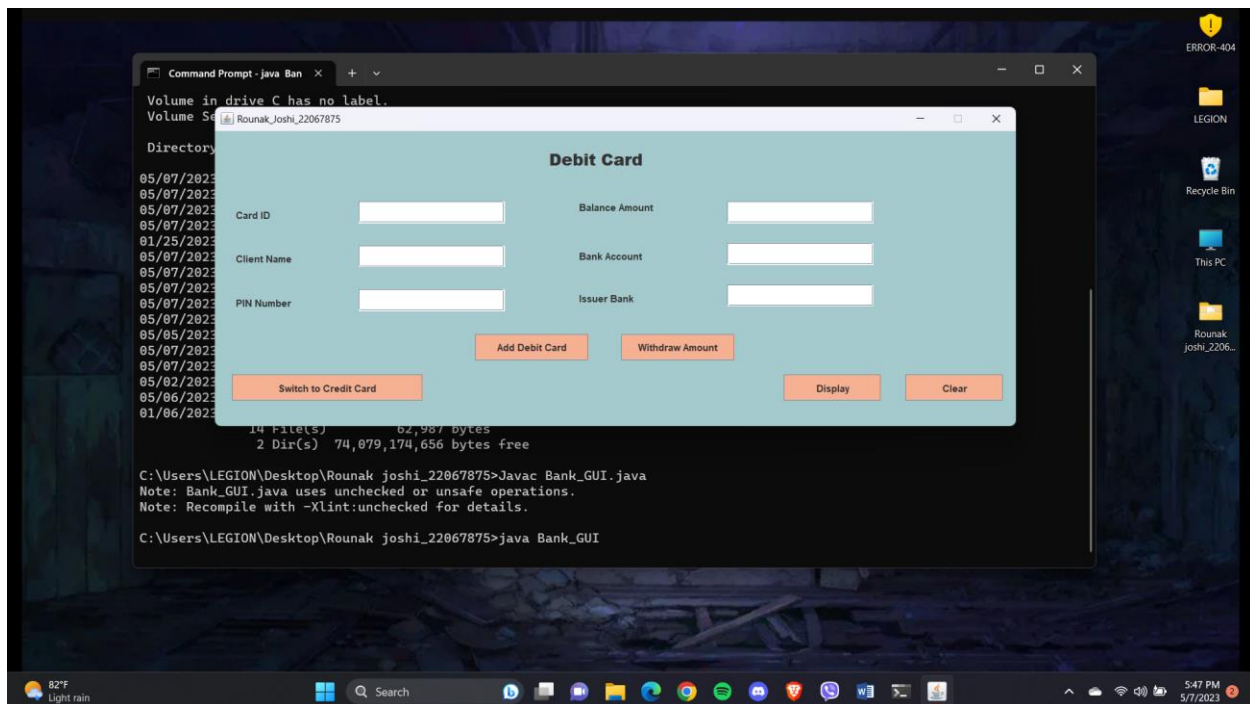 ERROR-404
Command Prompt - java Ban
Volume in drive C has no label.
Volume Se
Rounak_Joshi_22067875
LEGION
Directory
Debit Card
05/07/2023
05/07/2023
05/07/2023
05/07/2023
01/25/2023
05/07/2023
05/07/2023
05/07/2023
05/07/2023
05/07/2023
05/05/2023
05/07/2023
05/07/2023
05/02/2023
05/06/2023
01/06/2023
Recycle Bin
Card ID
Balance Amount
Client Name
Bank Account
This PC
PIN Number
Issuer Bank
Rounak
joshi_2206...
Add Debit Card
Withdraw Amount
Switch to Credit Card
Display
Clear
14 File(s) 62,987 bytes
2 Dir(s) 74,079,174,656 bytes free
C:\Users\LEGION\Desktop\Rounak joshi_22067875>Javac Bank_GUI.java
Note: Bank_GUI.java uses unchecked or unsafe operations.
Note: Recompile with -Xlint:unchecked for details.
C:\Users\LEGION\Desktop\Rounak joshi_22067875>java Bank_GUI
82°F
Light rain
Search
5:47 PM
5/7/2023
2